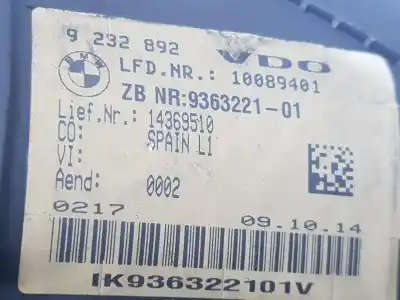 9 232 892 VDO
BMW
LFD.NR.: 10089401
ZB NR:9363221-01
Lief.Nr.: 14369510
CO: SPAIN L1
VI:
Aend: 0002
0217 09.10.14
IK936322101V